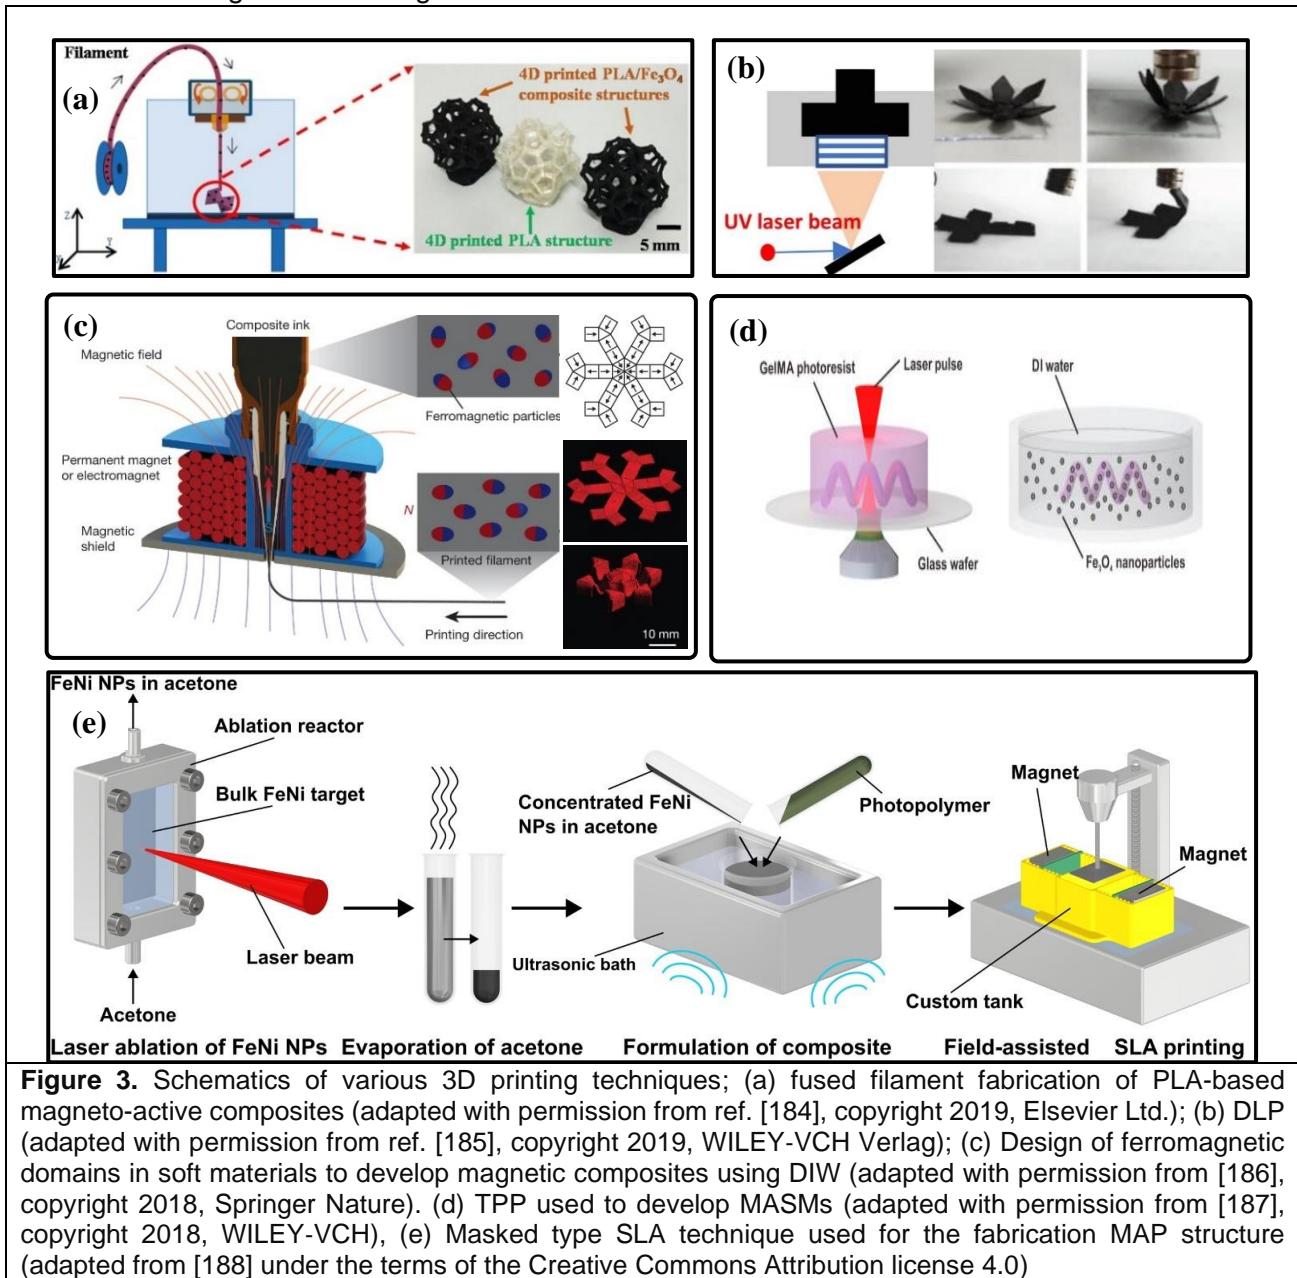 Filament
(a)
4D printed PLA/Fe3O4
composite structures
4D printed PLA structure
5 mm
Z
Y
X
(b)
UV laser beam
(c)
Composite ink
Magnetic field
Ferromagnetic particles
Permanent magnet
or electromagnet
N
S
N
Magnetic
shield
Printed filament
Printing direction
10 mm
(d)
GelMA photoresist
Laser pulse
DI water
Glass wafer
Fe3O4 nanoparticles
FeNi NPs in acetone
(e)
Ablation reactor
Bulk FeNi target
Laser beam
Acetone
Concentrated FeNi
NPs in acetone
Photopolymer
Ultrasonic bath
Magnet
Magnet
Custom tank
Laser ablation of FeNi NPs
Evaporation of acetone
Formulation of composite
Field-assisted SLA printing
Figure 3. Schematics of various 3D printing techniques; (a) fused filament fabrication of PLA-based
magneto-active composites (adapted with permission from ref. [184], copyright 2019, Elsevier Ltd.); (b) DLP
(adapted with permission from ref. [185], copyright 2019, WILEY-VCH Verlag); (c) Design of ferromagnetic
domains in soft materials to develop magnetic composites using DIW (adapted with permission from [186],
copyright 2018, Springer Nature). (d) TPP used to develop MASMs (adapted with permission from [187],
copyright 2018, WILEY-VCH), (e) Masked type SLA technique used for the fabrication MAP structure
(adapted from [188] under the terms of the Creative Commons Attribution license 4.0)